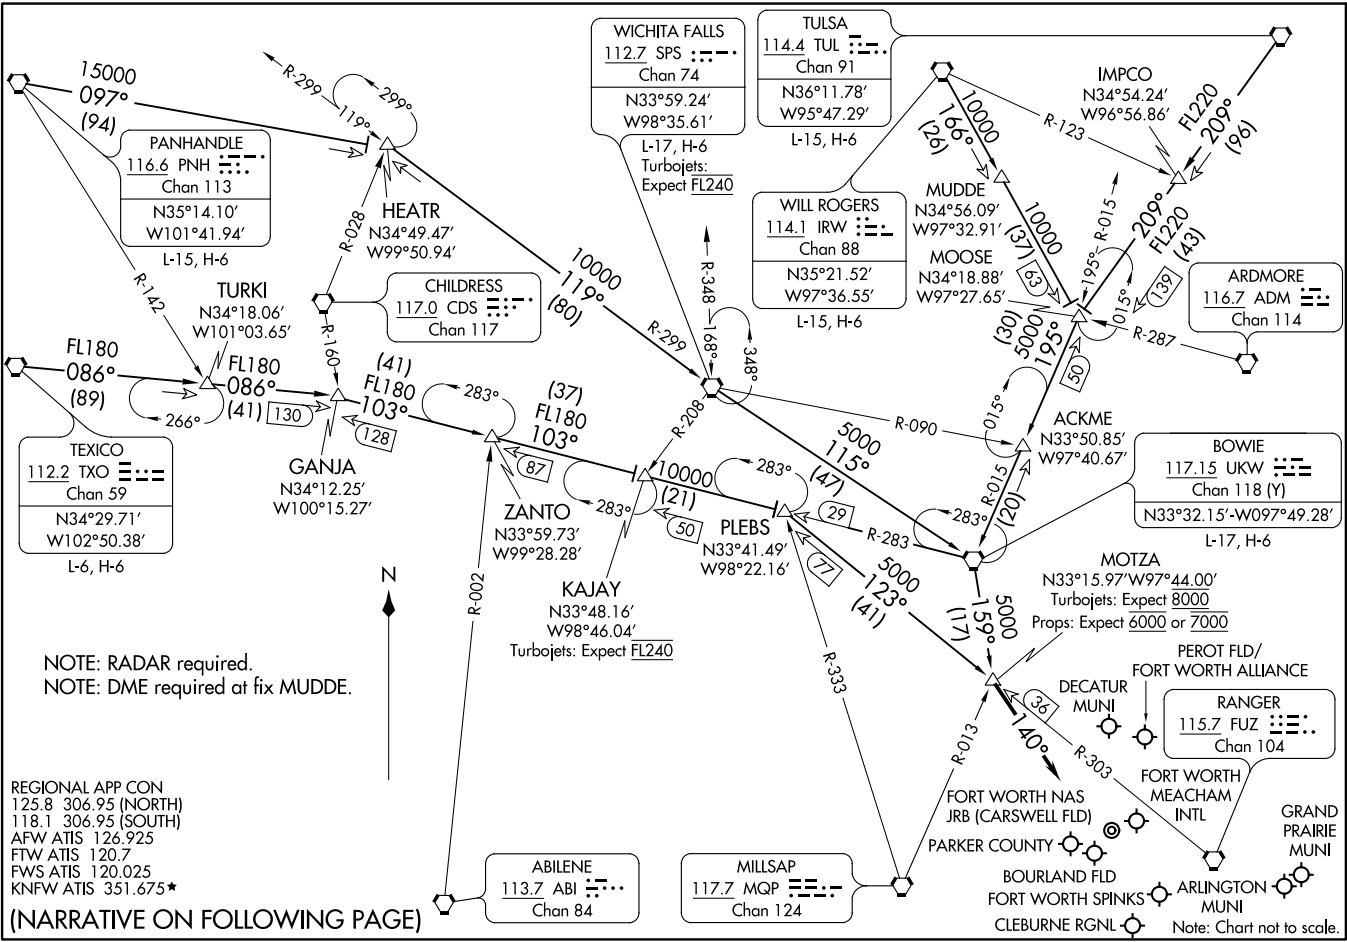 WICHITA FALLS
112.7 SPS
Chan 74
N33°59.24’
W98°35.61’
L-17, H-6
Turbojets:
Expect FL240
TULSA
114.4 TUL
Chan 91
N36°11.78’
W95°47.29’
L-15, H-6
IMPCO
N34°54.24’
W96°56.86’
15000
097°
(94)
R-299
119°
299°
PANHANDLE
116.6 PNH
Chan 113
N35°14.10’
W101°41.94’
L-15, H-6
HEATR
N34°49.47’
W99°50.94’
R-028
R-142
10000
166°
(26)
R-123
FL220
209°
(96)
WILL ROGERS
114.1 IRW
Chan 88
N35°21.52’
W97°36.55’
L-15, H-6
MUDDE
N34°56.09’
W97°32.91’
10000
(37)
63
MOOSE
N34°18.88’
W97°27.65’
195°
R-015
015°
209°
FL220
(43)
139
ARDMORE
116.7 ADM
Chan 114
R-287
TURKI
N34°18.06’
W101°03.65’
CHILDRESS
117.0 CDS
Chan 117
R-160
10000
119°
(80)
R-299
R-348
168°
348°
(30)
5000
195°
50
FL180
086°
(89)
FL180
086°
(41)
130
266°
(41)
FL180
103°
128
283°
(37)
FL180
103°
87
R-208
R-090
015°
ACKME
N33°50.85’
W97°40.67’
TEXICO
112.2 TXO
Chan 59
N34°29.71’
W102°50.38’
L-6, H-6
GANJA
N34°12.25’
W100°15.27’
ZANTO
N33°59.73’
W99°28.28’
283°
10000
(21)
50
283°
5000
115°
(47)
29
R-283
283°
R-015
(20)
BOWIE
117.15 UKW
Chan 118 (Y)
N33°32.15’-W097°49.28’
L-17, H-6
PLEBS
N33°41.49’
W98°22.16’
77
5000
123°
(41)
KAJAY
N33°48.16’
W98°46.04’
Turbojets: Expect FL240
5000
159°
(17)
MOTZA
N33°15.97’W97°44.00’
Turbojets: Expect 8000
Props: Expect 6000 or 7000
N
R-002
R-333
R-013
NOTE: RADAR required.
NOTE: DME required at fix MUDDE.
140°
36
R-303
DECATUR
MUNI
PEROT FLD/
FORT WORTH ALLIANCE
RANGER
115.7 FUZ
Chan 104
REGIONAL APP CON
125.8 306.95 (NORTH)
118.1 306.95 (SOUTH)
AFW ATIS 126.925
FTW ATIS 120.7
FWS ATIS 120.025
KNFW ATIS 351.675★
(NARRATIVE ON FOLLOWING PAGE)
ABILENE
113.7 ABI
Chan 84
MILLSAP
117.7 MQP
Chan 124
FORT WORTH
MEACHAM
INTL
FORT WORTH NAS
JRB (CARSWELL FLD)
PARKER COUNTY
BOURLAND FLD
FORT WORTH SPINKS
CLEBURNE RGNL
GRAND
PRAIRIE
MUNI
ARLINGTON
MUNI
Note: Chart not to scale.